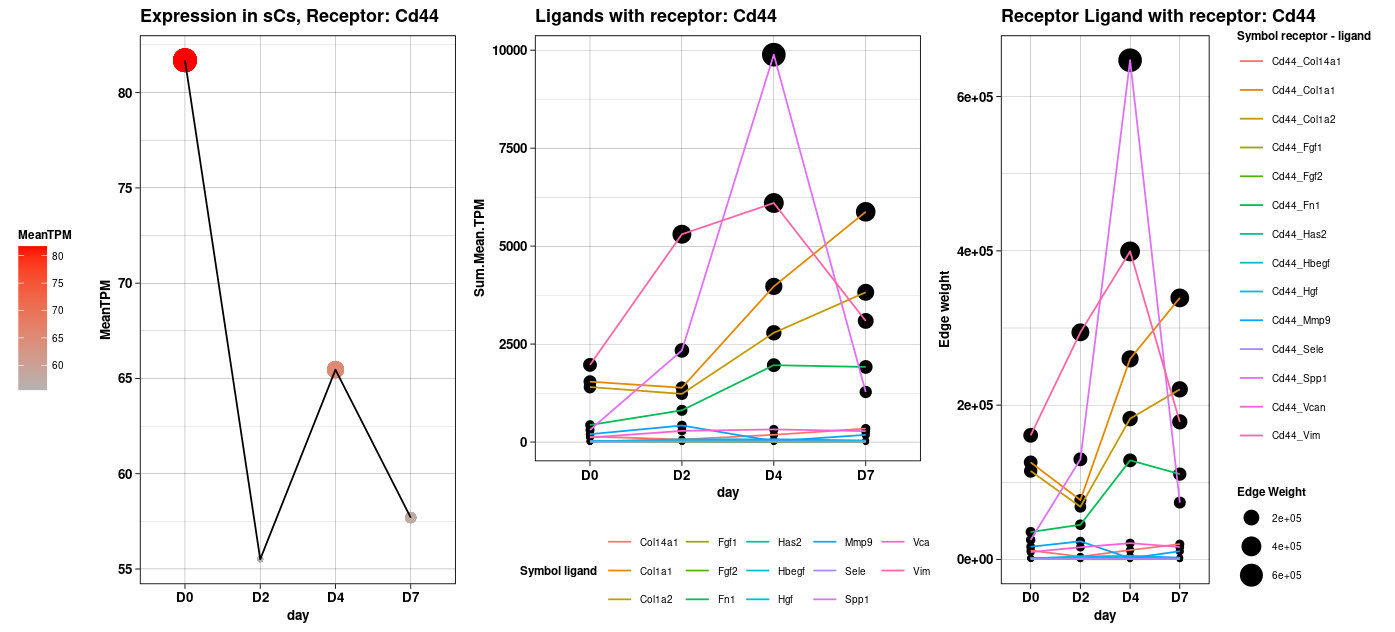 Expression in sCs, Receptor: Cd44
MeanTPM
80
75
70
65
60
MeanTPM
80
75
70
65
60
55
D0 D2 D4 D7
day
Ligands with receptor: Cd44
Sum.Mean.TPM
10000
7500
5000
2500
0
D0 D2 D4 D7
day
Symbol ligand
Col14a1 Fgf1 Has2 Mmp9 Vca
Col1a1 Fgf2 Hbegf Sele Vim
Col1a2 Fn1 Hgf Spp1
Receptor Ligand with receptor: Cd44
Edge weight
6e+05
4e+05
2e+05
0e+00
D0 D2 D4 D7
day
Symbol receptor - ligand
Cd44_Col14a1
Cd44_Col1a1
Cd44_Col1a2
Cd44_Fgf1
Cd44_Fgf2
Cd44_Fn1
Cd44_Has2
Cd44_Hbegf
Cd44_Hgf
Cd44_Mmp9
Cd44_Sele
Cd44_Spp1
Cd44_Vcan
Cd44_Vim
Edge Weight
2e+05
4e+05
6e+05